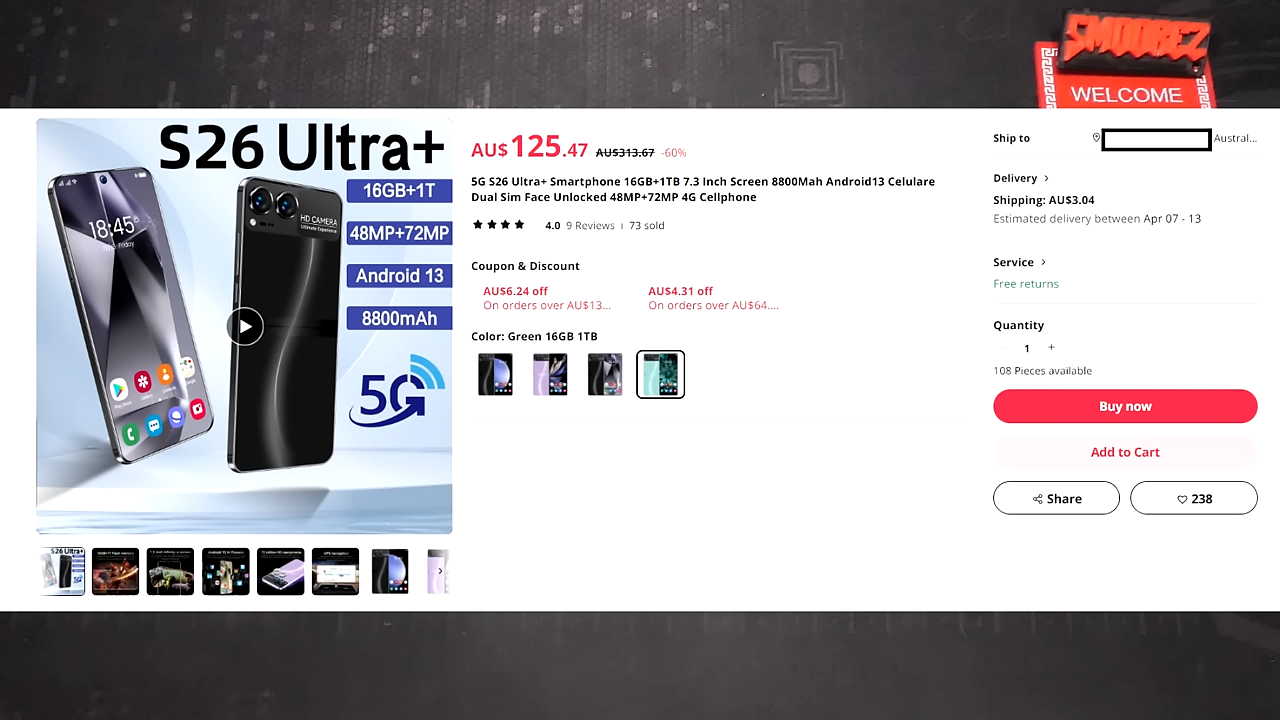 SMOOREZ
WELCOME
S26 Ultra+
16GB+1T
48MP+72MP
Android 13
8800mAh
5G
18:45
HD CAMERA
Ultimate Experience
AU$125.47 AU$313.67 -60%
5G S26 Ultra+ Smartphone 16GB+1TB 7.3 Inch Screen 8800Mah Android13 Celulare
Dual Sim Face Unlocked 48MP+72MP 4G Cellphone
4.0 9 Reviews 73 sold
Coupon & Discount
AU$6.24 off
On orders over AU$13...
AU$4.31 off
On orders over AU$64....
Color: Green 16GB 1TB
Ship to
Austral...
Delivery
Shipping: AU$3.04
Estimated delivery between Apr 07 - 13
Service
Free returns
Quantity
1 +
108 Pieces available
Buy now
Add to Cart
Share
238
S26 Ultra+
5G